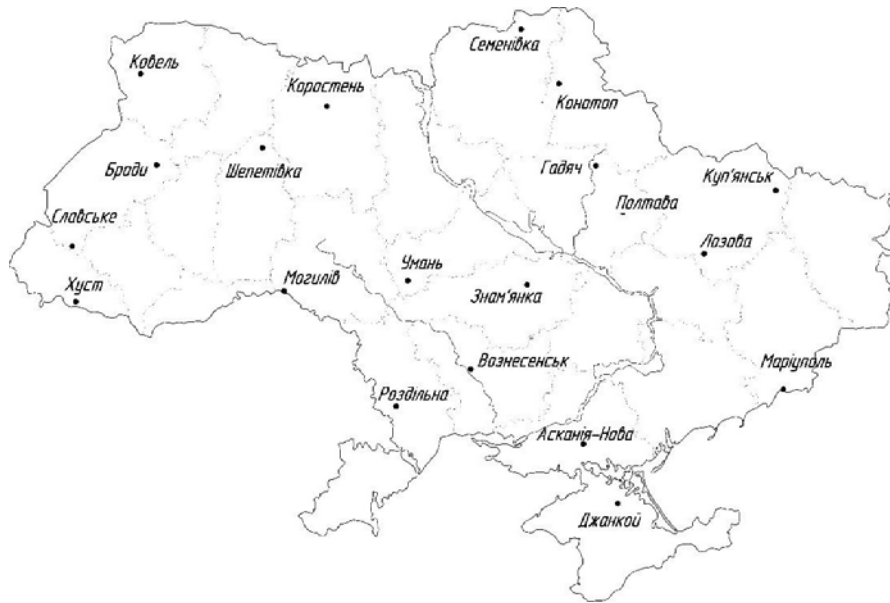 Семенівка
Ковель
Коростень
Конотоп
Броди
Шепетівка
Гадяч
Куп'янськ
Полтава
Славське
Лозова
Хуст
Могилів
Умань
Знам'янка
Вознесенськ
Маріуполь
Роздільна
Асканія-Нова
Джанкой